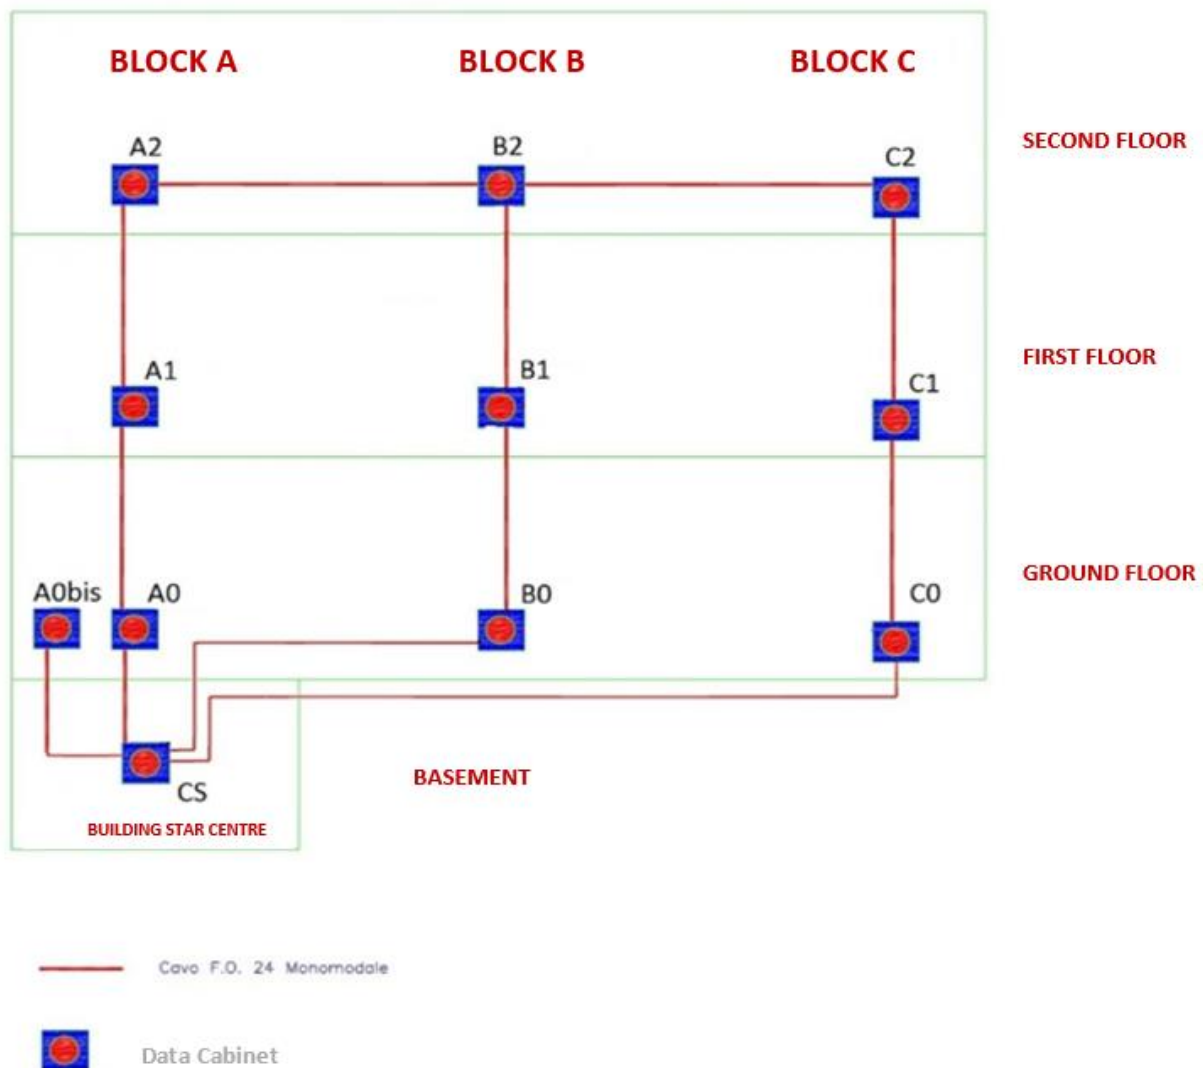 BLOCK A BLOCK B BLOCK C
SECOND FLOOR
A2 B2 C2
FIRST FLOOR
A1 B1 C1
GROUND FLOOR
A0bis A0 B0 C0
CS
BASEMENT
BUILDING STAR CENTRE
Cavo F.O. 24 Monomodale
Data Cabinet